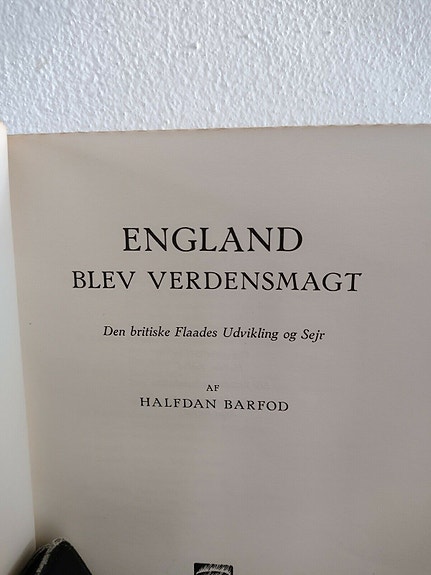 ENGLAND
BLEV VERDENSMAGT
Den britiske Flaades Udvikling og Sejr
AF
HALFDAN BARFOD